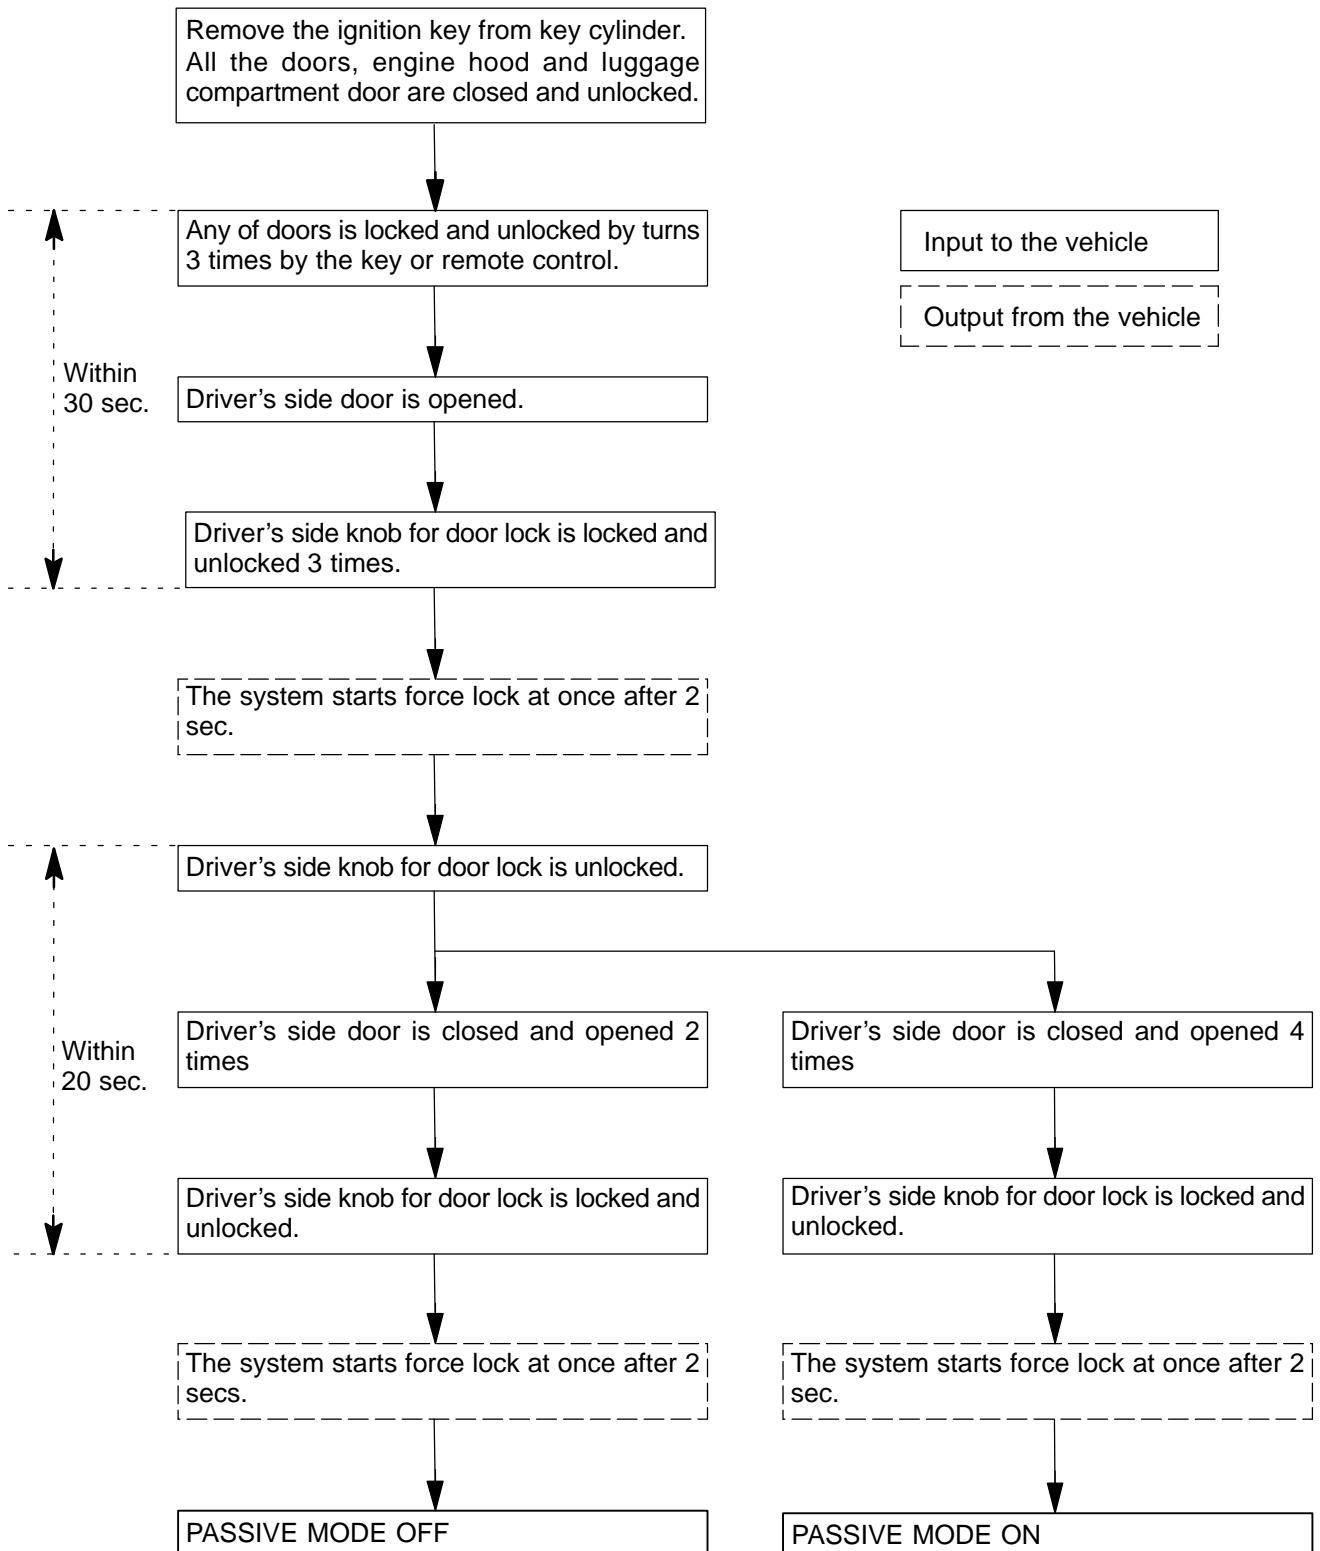 Remove the ignition key from key cylinder.
All the doors, engine hood and luggage
compartment door are closed and unlocked.
Any of doors is locked and unlocked by turns
3 times by the key or remote control.
Input to the vehicle
Output from the vehicle
Within
30 sec.
Driver’s side door is opened.
Driver’s side knob for door lock is locked and
unlocked 3 times.
The system starts force lock at once after 2
sec.
Driver’s side knob for door lock is unlocked.
Within
20 sec.
Driver’s side door is closed and opened 2
times
Driver’s side door is closed and opened 4
times
Driver’s side knob for door lock is locked and
unlocked.
Driver’s side knob for door lock is locked and
unlocked.
The system starts force lock at once after 2
secs.
The system starts force lock at once after 2
sec.
PASSIVE MODE OFF
PASSIVE MODE ON